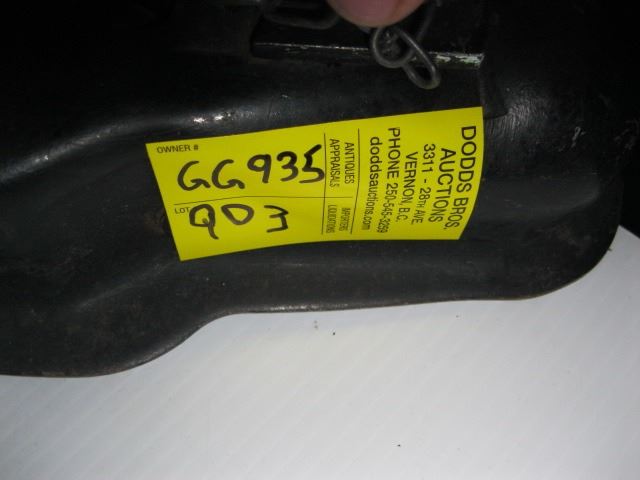 OWNER #
GG935
LOT
903
ANTIQUES
APPRAISALS
IMPORTERS
LIQUIDATIONS
DODDS BROS.
AUCTIONS
3311 - 28TH AVE
VERNON, B.C.
PHONE 250-545-3259
doddsauctions.com